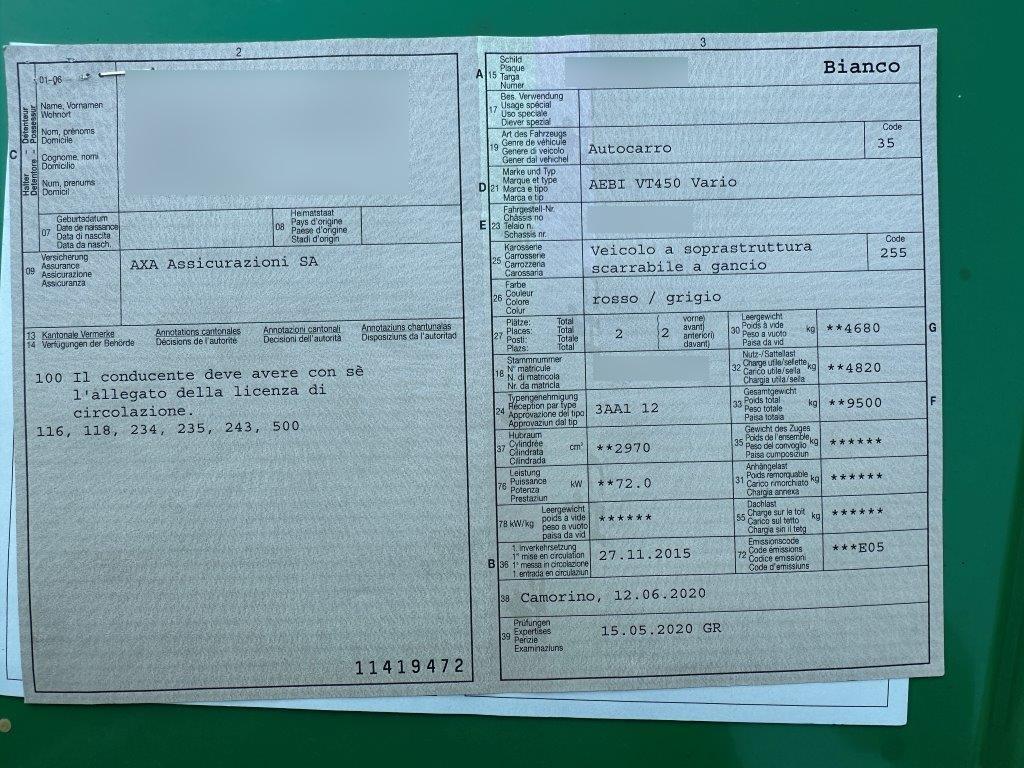 2
01-06
C
Halter - Détenteur
Detentore - Possessur
Name, Vornamen
Wohnort
Nom, prénoms
Domicile
Cognome, nomi
Domicilio
Num, prenums
Domicil
07
Geburtsdatum
Date de naissance
Data di nascita
Data da nasch.
08
Heimatstaat
Pays d'origine
Paese d'origine
Stadi d'origin
09
Versicherung
Assurance
Assicurazione
Assicuranza
AXA Assicurazioni SA
13 Kantonale Vermerke Annotations cantonales Annotazioni cantonali Annotaziuns chantunalas
14 Verfügungen der Behörde Décisions de l'autorité Decisioni dell'autorità Disposiziuns da l'autoritad
100 Il conducente deve avere con sè
l'allegato della licenza di
circolazione.
116, 118, 234, 235, 243, 500
11419472
3
A 15
Schild
Plaque
Targa
Numer
Bianco
17
Bes. Verwendung
Usage spécial
Uso speciale
Diever spezial
19
Art des Fahrzeugs
Genre de véhicule
Genere di veicolo
Gener dal vehichel
Autocarro
Code
35
D 21
Marke und Typ
Marque et type
Marca e tipo
Marca e tip
AEBI VT450 Vario
E 23
Fahrgestell-Nr.
Châssis no
Telaio n.
Schassis nr.
25
Karosserie
Carrosserie
Carrozzeria
Carossaria
Veicolo a soprastruttura
scarrabile a gancio
Code
255
26
Farbe
Couleur
Colore
Colur
rosso / grigio
27
Plätze: Total
Places: Total
Posti: Totale
Plazs: Total
2
( 2
vorne)
avant)
anteriori)
davant)
30
Leergewicht
Poids à vide
Peso a vuoto
Paisa da vid
kg
**4680
G
18
Stammnummer
N° matricule
N. di matricola
Nr. da matricla
32
Nutz-/Sattellast
Charge utile/sellette
Carico utile/sella
Chargia utila/sella
kg
**4820
24
Typengenehmigung
Réception par type
Approvazione del tipo
Approvaziun dal tip
3AA1 12
33
Gesamtgewicht
Poids total
Peso totale
Paisa totala
kg
**9500
F
37
Hubraum
Cylindrée
Cilindrata
Cilindrada
cm³
**2970
35
Gewicht des Zuges
Poids de l'ensemble
Peso del convoglio
Paisa cumposiziun
kg
******
76
Leistung
Puissance
Potenza
Prestaziun
kW
**72.0
31
Anhängelast
Poids remorquable
Carico rimorchiato
Chargia annexa
kg
******
78 kW/kg
Leergewicht
poids à vide
peso a vuoto
paisa da vid
******
55
Dachlast
Charge sur le toit
Carico sul tetto
Chargia sin il tetg
kg
******
B 36
1. Inverkehrsetzung
1re mise en circulation
1a messa in circolazione
1. entrada en circulaziun
27.11.2015
72
Emissionscode
Code émissions
Codice emissioni
Code d'emissiuns
***E05
38 Camorino, 12.06.2020
39
Prüfungen
Expertises
Perizie
Examinaziuns
15.05.2020 GR